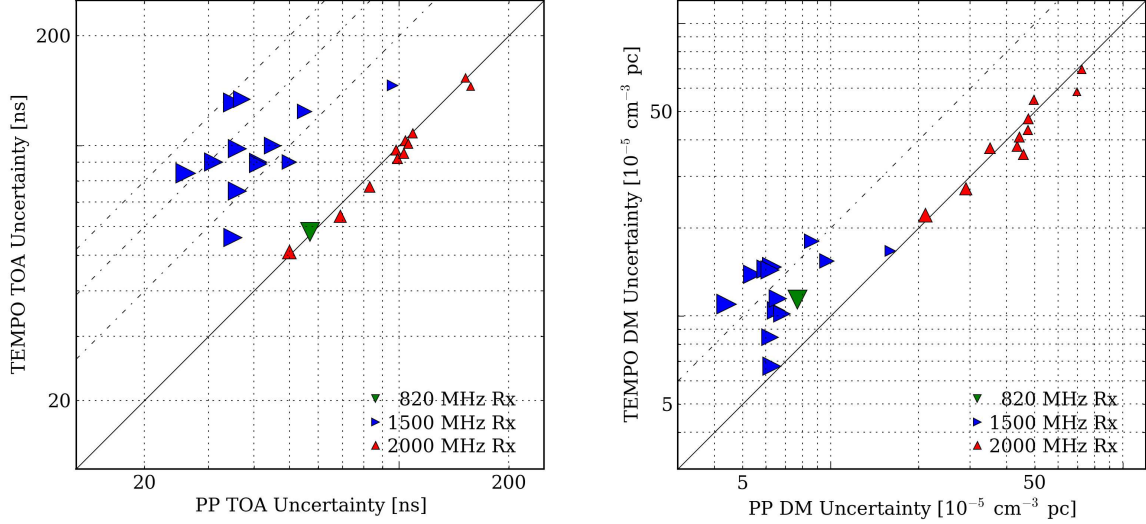 200
20
TEMPO TOA Uncertainty [ns]
820 MHz Rx
1500 MHz Rx
2000 MHz Rx
20
200
PP TOA Uncertainty [ns]
50
5
TEMPO DM Uncertainty [10⁻⁵ cm⁻³ pc]
820 MHz Rx
1500 MHz Rx
2000 MHz Rx
5
50
PP DM Uncertainty [10⁻⁵ cm⁻³ pc]